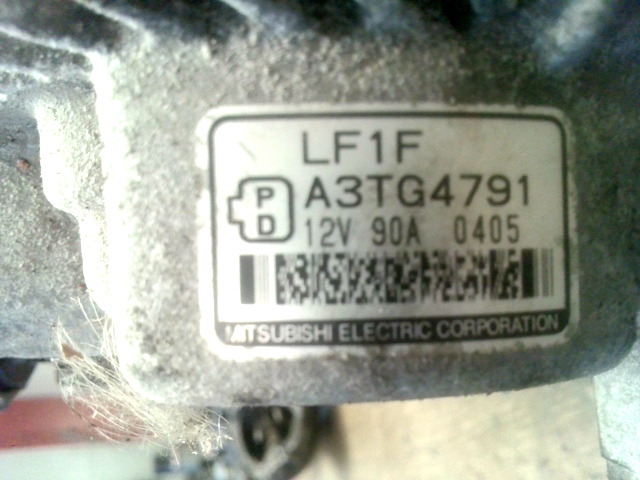 LF1F
P A3TG4791
D 12V 90A 0405
MITSUBISHI ELECTRIC CORPORATION